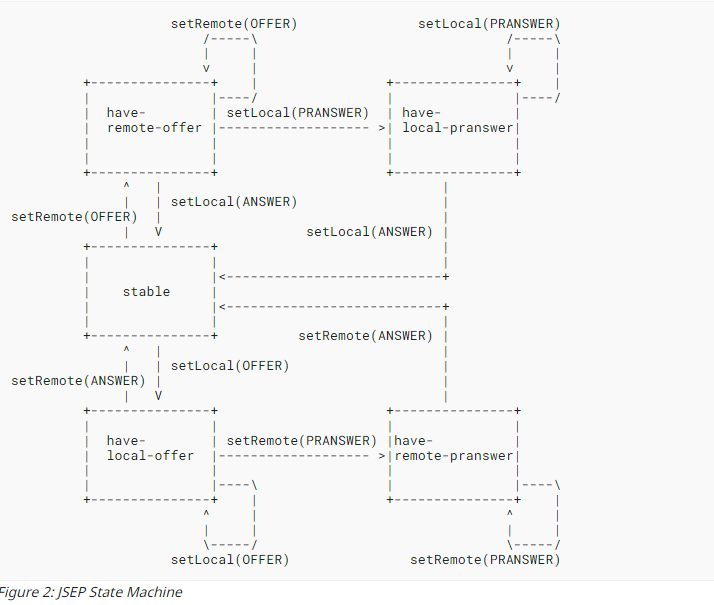 setRemote(OFFER) setLocal(PRANSWER)
have- setLocal(PRANSWER) have-
remote-offer local-pranswer
setLocal(ANSWER)
setRemote(OFFER)
setLocal(ANSWER)
stable
setRemote(ANSWER)
setLocal(OFFER)
setRemote(ANSWER)
have- setRemote(PRANSWER) have-
local-offer remote-pranswer
setLocal(OFFER) setRemote(PRANSWER)
Figure 2: JSEP State Machine